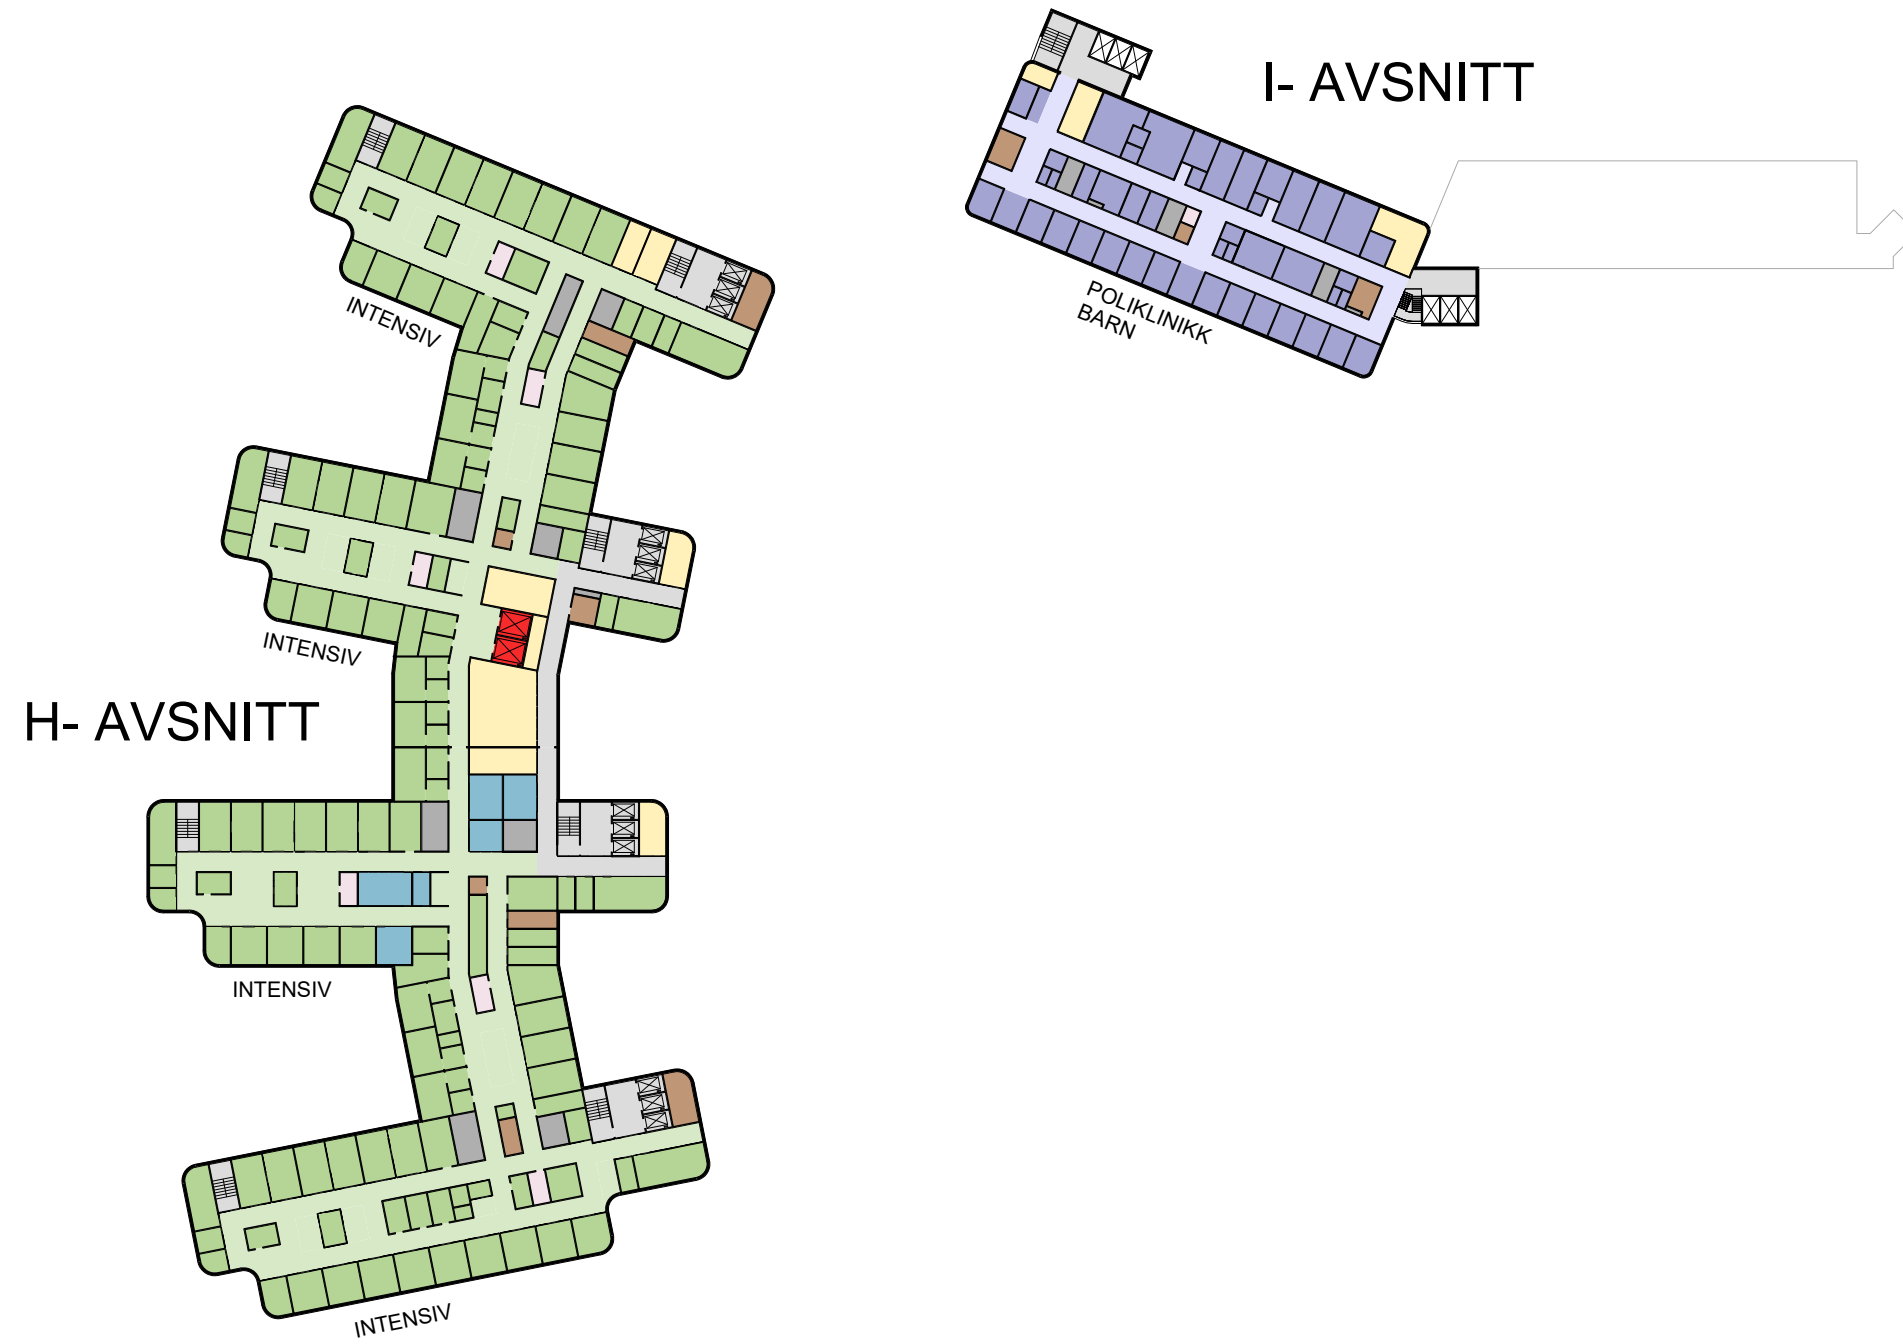 I- AVSNITT
POLIKLINIKK
BARN
INTENSIV
INTENSIV
H- AVSNITT
INTENSIV
INTENSIV